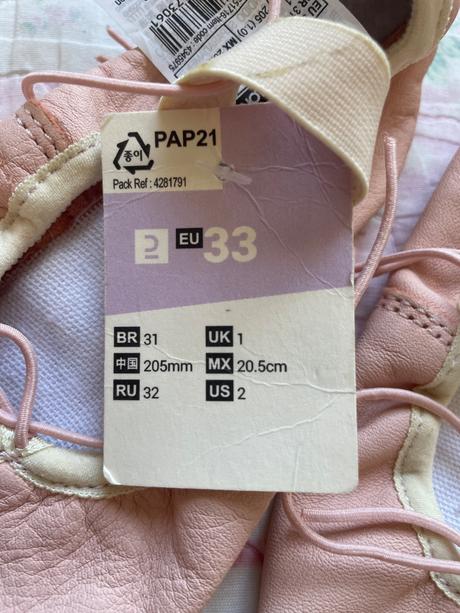 종이
PAP21
Pack Ref : 4281791
EU 33
BR 31
UK 1
中国 205mm
MX 20.5cm
RU 32
US 2